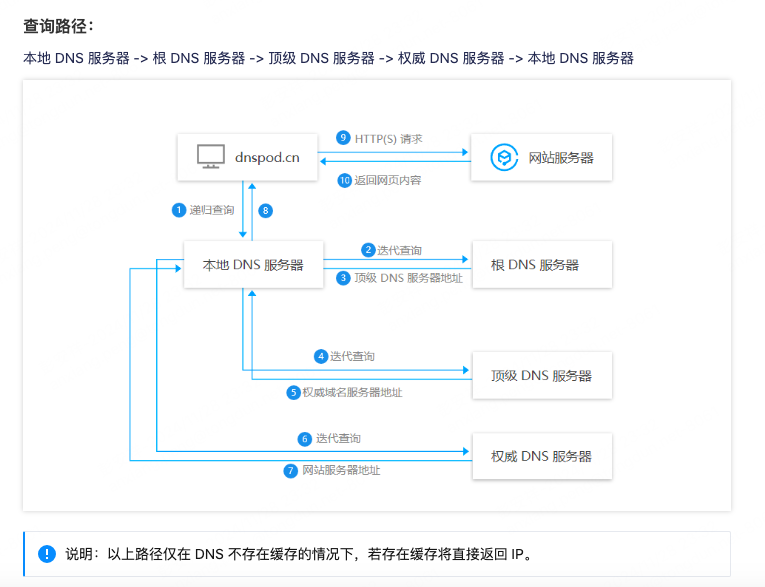 查询路径：
本地 DNS 服务器 -> 根 DNS 服务器 -> 顶级 DNS 服务器 -> 权威 DNS 服务器 -> 本地 DNS 服务器
9 HTTP(S) 请求
dnspod.cn
网站服务器
10 返回网页内容
1 递归查询
8
2 迭代查询
本地 DNS 服务器
根 DNS 服务器
3 顶级 DNS 服务器地址
4 迭代查询
顶级 DNS 服务器
5 权威域名服务器地址
6 迭代查询
权威 DNS 服务器
7 网站服务器地址
说明：以上路径仅在 DNS 不存在缓存的情况下，若存在缓存将直接返回 IP。